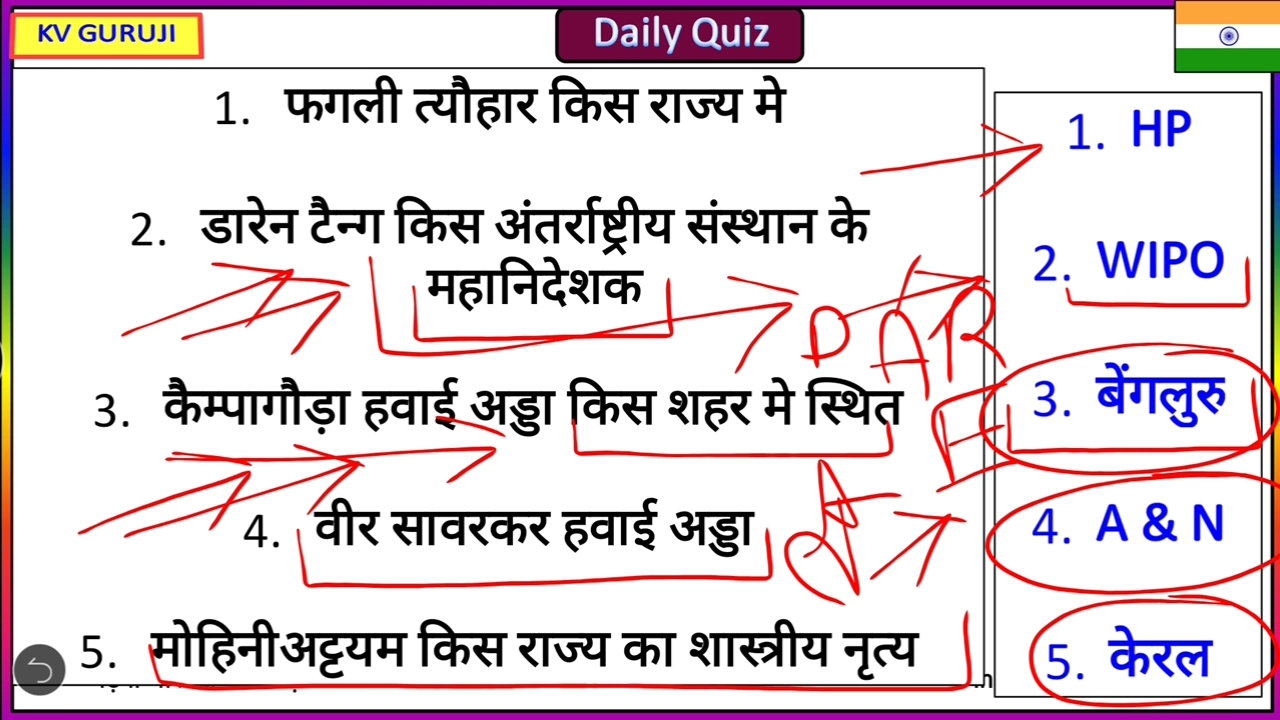 KV GURUJI
Daily Quiz
1. फगली त्यौहार किस राज्य मे
2. डारेन टैन्ग किस अंतर्राष्ट्रीय संस्थान के
महानिदेशक
3. कैम्पागौड़ा हवाई अड्डा किस शहर मे स्थित
4. वीर सावरकर हवाई अड्डा
5. मोहिनीअट्टयम किस राज्य का शास्त्रीय नृत्य
1. HP
2. WIPO
3. बेंगलुरु
4. A & N
5. केरल
DAR